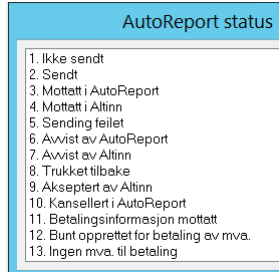 AutoReport status
1. Ikke sendt
2. Sendt
3. Mottatt i AutoReport
4. Mottatt i Altinn
5. Sending feilet
6. Avvist av AutoReport
7. Avvist av Altinn
8. Trukket tilbake
9. Akseptert av Altinn
10. Kansellert i AutoReport
11. Betalingsinformasjon mottatt
12. Bunt opprettet for betaling av mva.
13. Ingen mva. til betaling